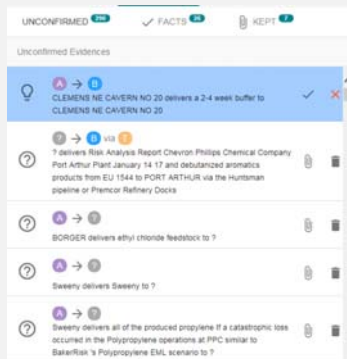 UNCONFIRMED 290 FACTS 36 KEPT 7
Unconfirmed Evidences
A → B
CLEMENS NE CAVERN NO 20 delivers a 2-4 week buffer to
CLEMENS NE CAVERN NO 20
? → B via T
? delivers Risk Analysis Report Chevron Phillips Chemical Company
Port Arthur Plant January 14 17 and debutanized aromatics
products from EU 1544 to PORT ARTHUR via the Huntsman
pipeline or Premcor Refinery Docks
A → ?
BORGER delivers ethyl chloride feedstock to ?
A → ?
Sweeny delivers Sweeny to ?
A → ?
Sweeny delivers all of the produced propylene If a catastrophic loss
occurred in the Polypropylene operations at PPC similar to
BakerRisk 's Polypropylene EML scenario to ?